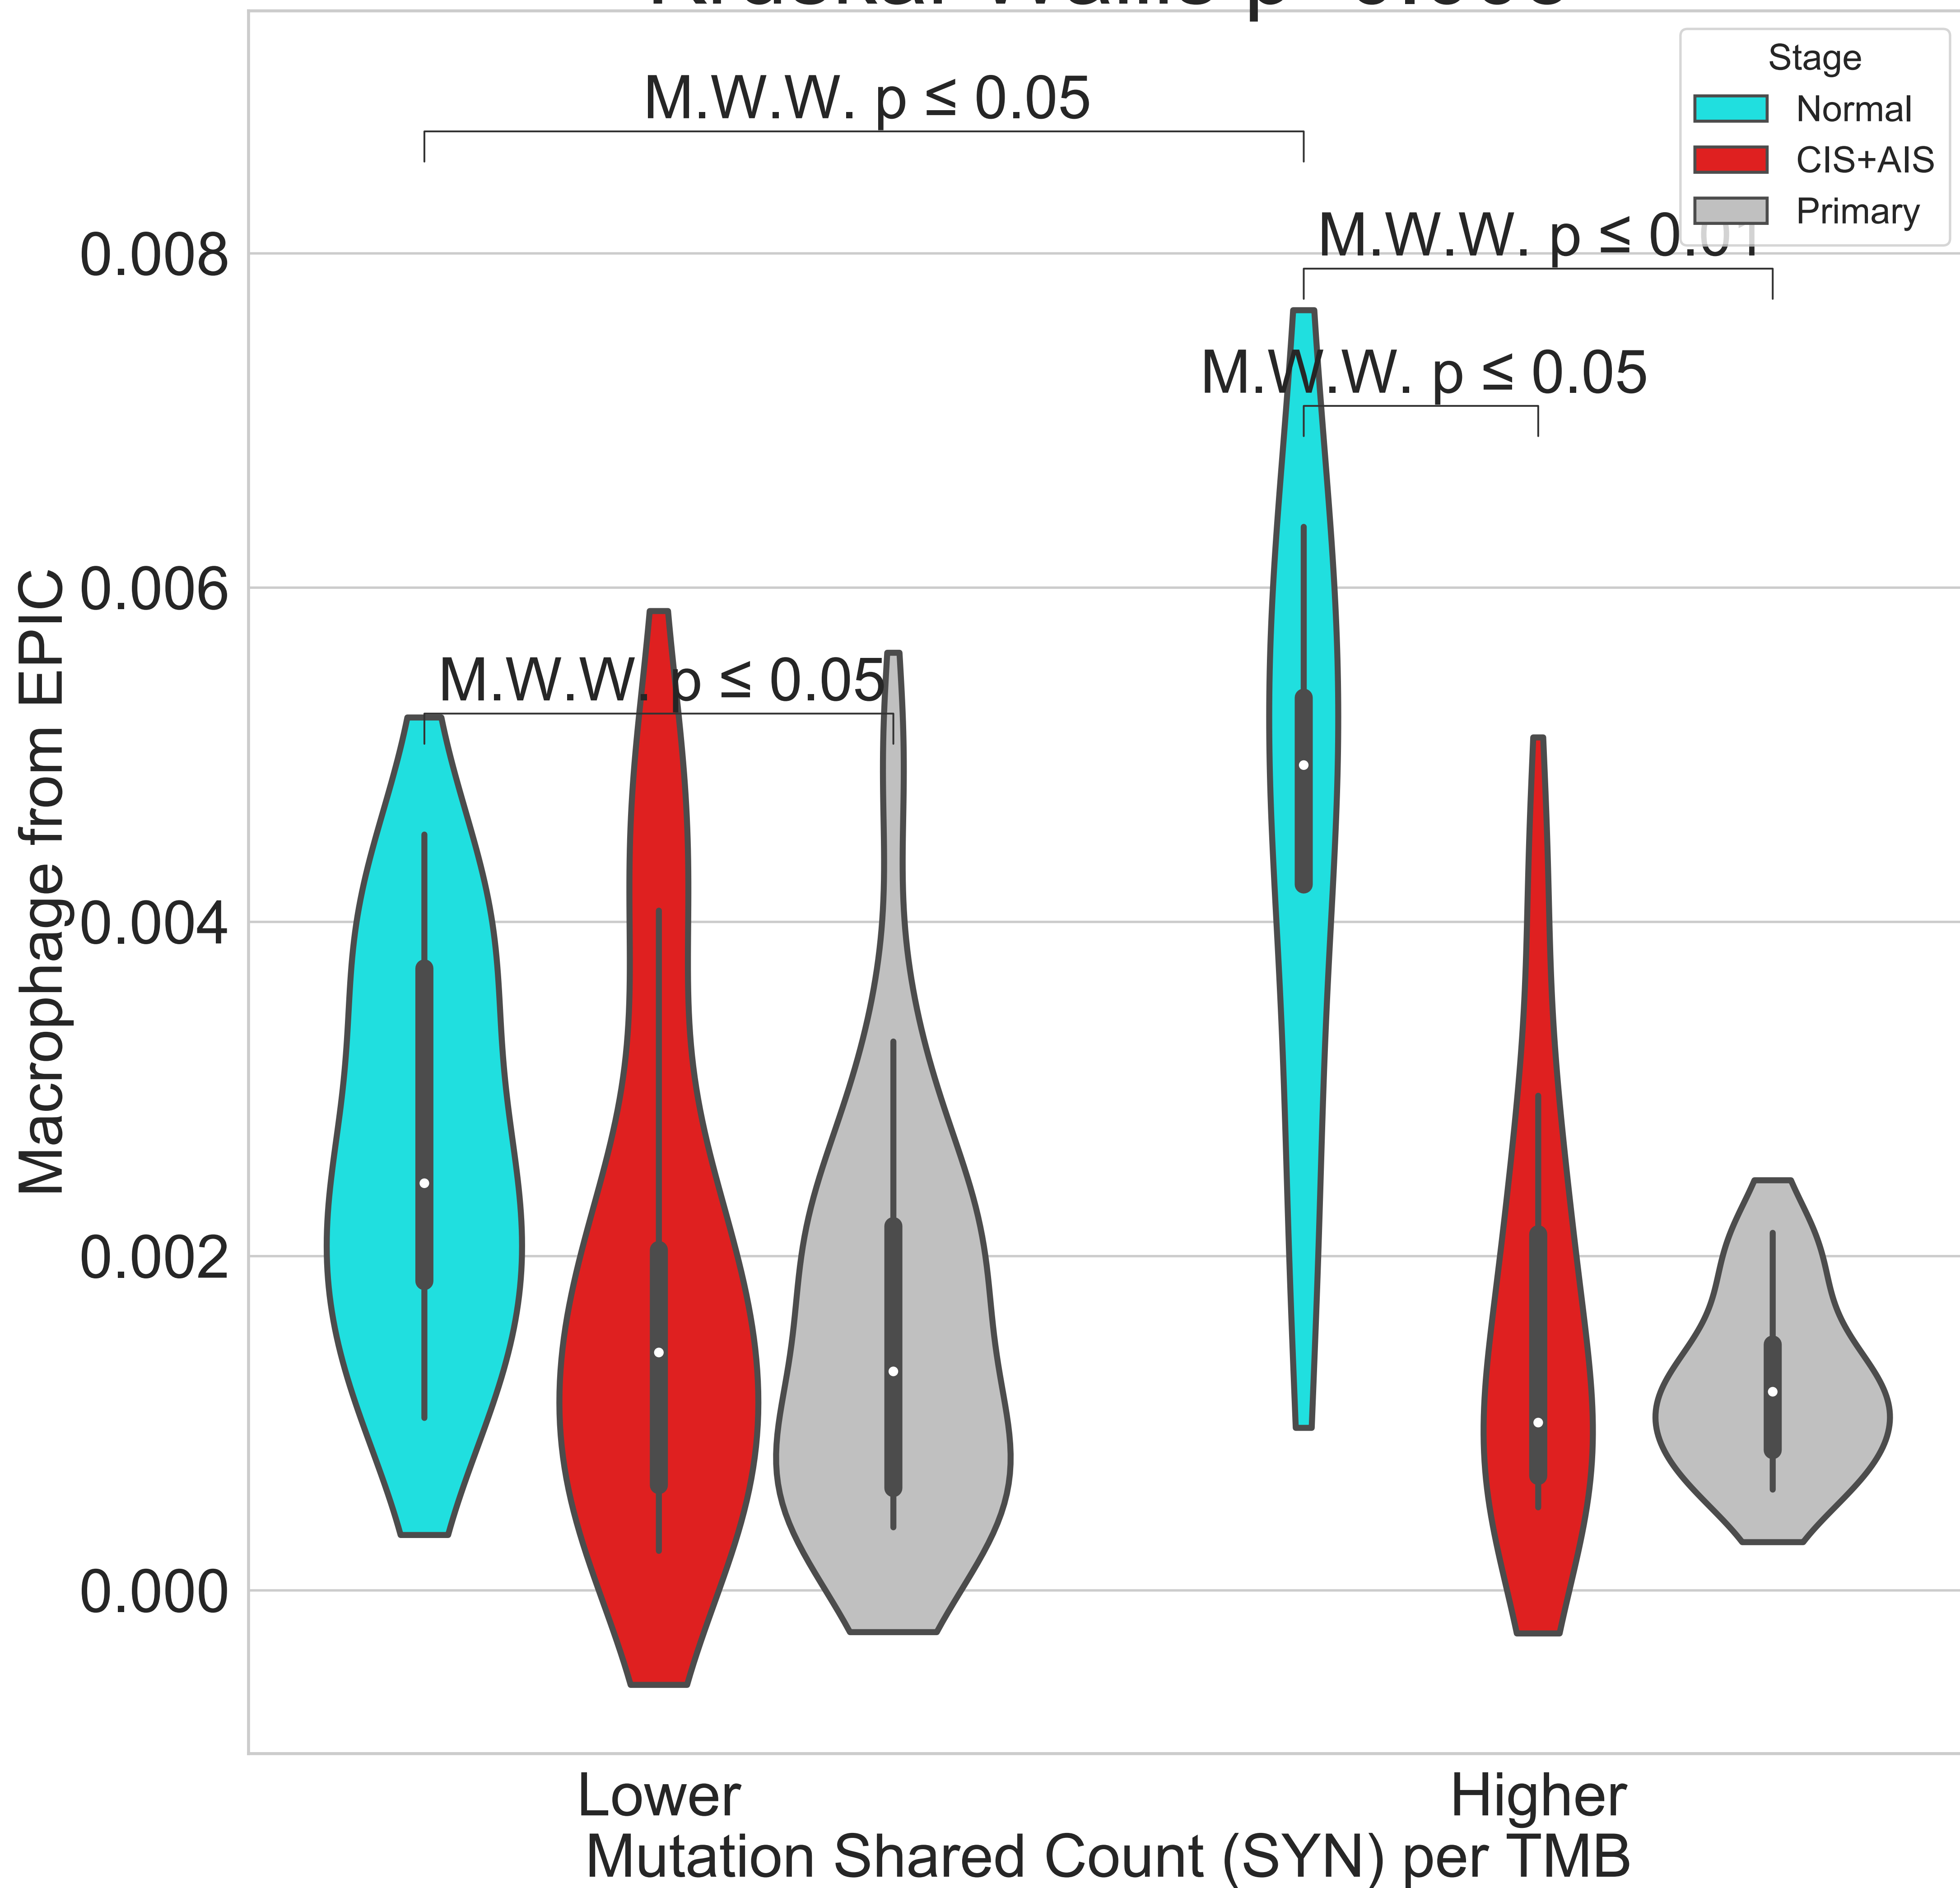 M.W.W. p ≤ 0.05
Stage
Normal
CIS+AIS
Primary
M.W.W. p ≤ 0.01
M.W.W. p ≤ 0.05
M.W.W. p ≤ 0.05
0.008
0.006
0.004
0.002
0.000
Macrophage from EPIC
Lower
Higher
Mutation Shared Count (SYN) per TMB